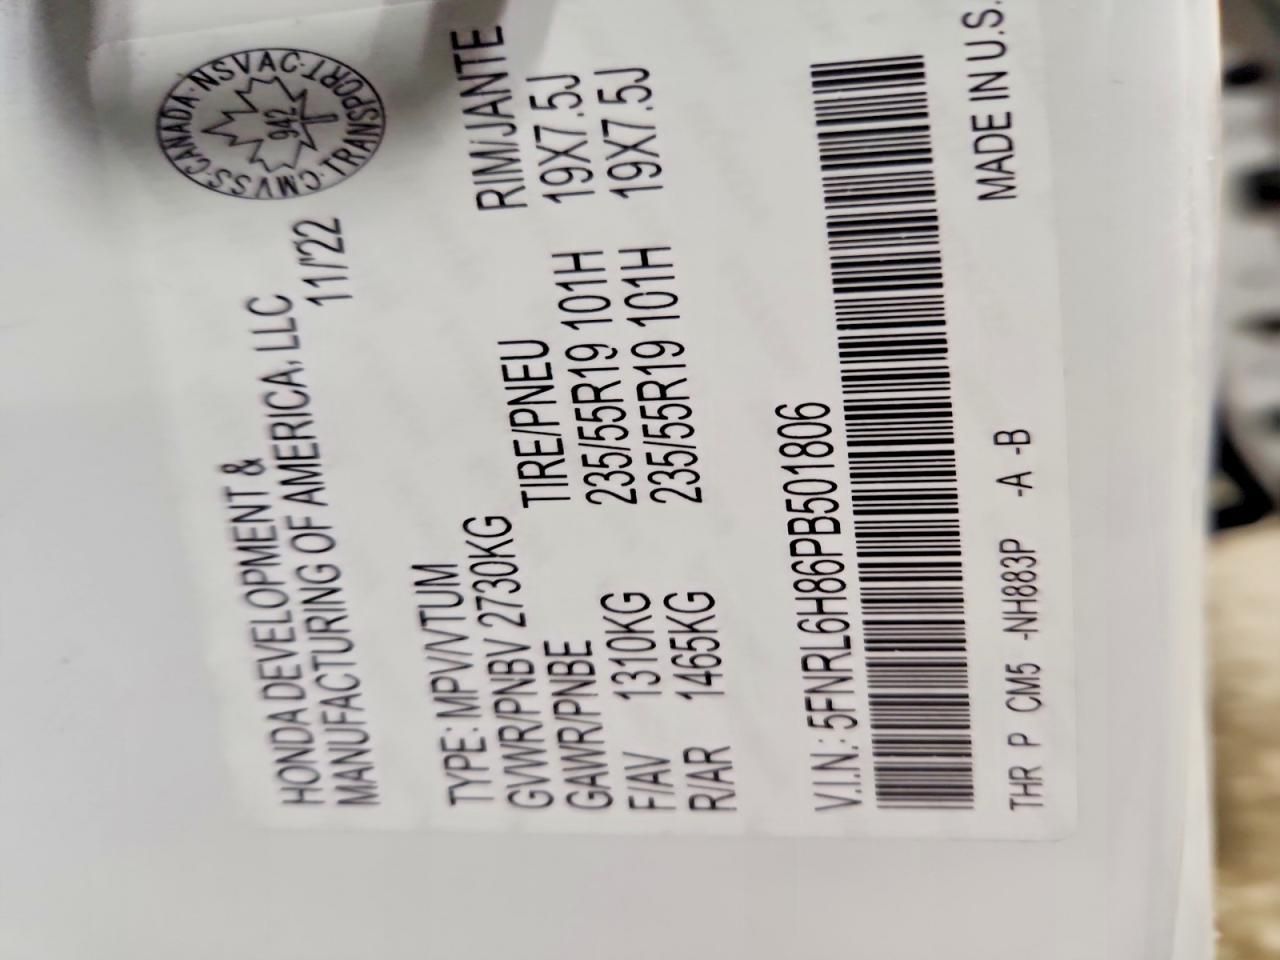 HONDA DEVELOPMENT &
MANUFACTURING OF AMERICA, LLC
11/'22
CMVSS·CANADA·NSVAC·TRANSPORT·
942
TYPE: MPV/VTUM
GVWR/PNBV 2730KG
GAWR/PNBE TIRE/PNEU RIM/JANTE
F/AV 1310KG 235/55R19 101H 19X7.5J
R/AR 1465KG 235/55R19 101H 19X7.5J
V.I.N.: 5FNRL6H86PB501806
THR P CM5 -NH883P -A -B MADE IN U.S.